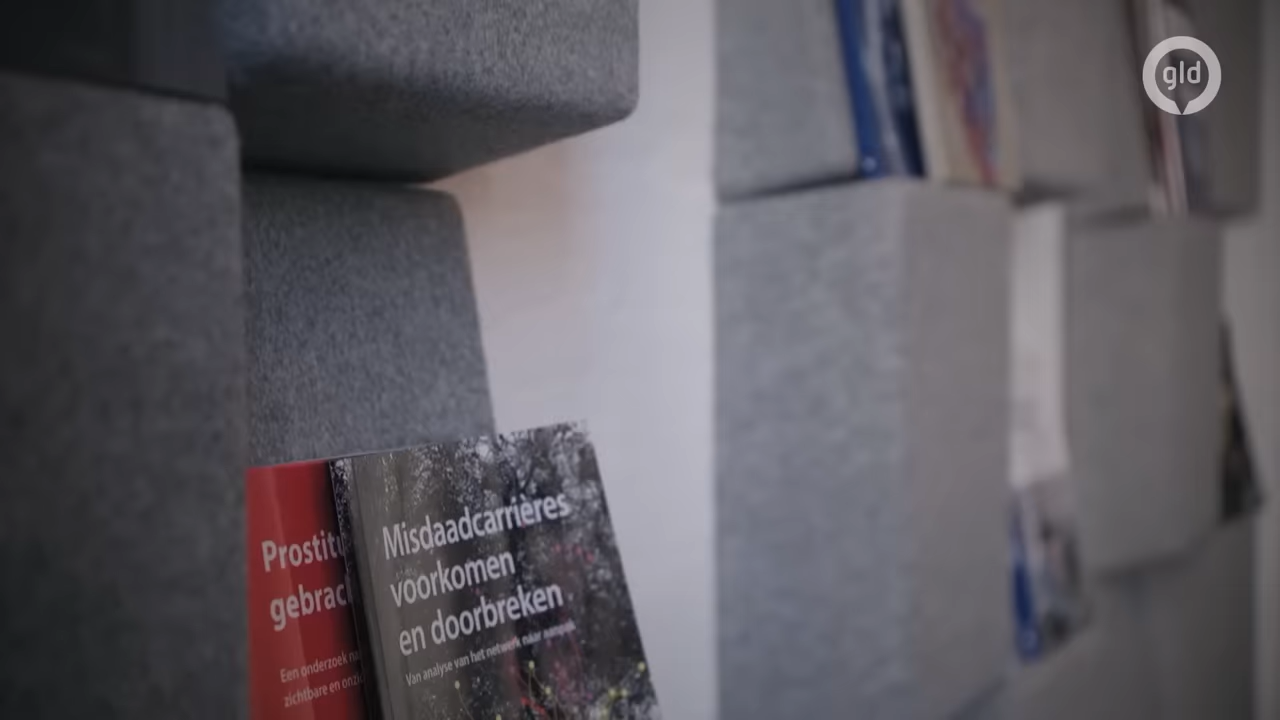 gld
Prostitu
gebrac
Een onderzoek na
zichtbare en onzi
Misdaadcarrières
voorkomen
en doorbreken
Van analyse van het netwerk naar aanpak